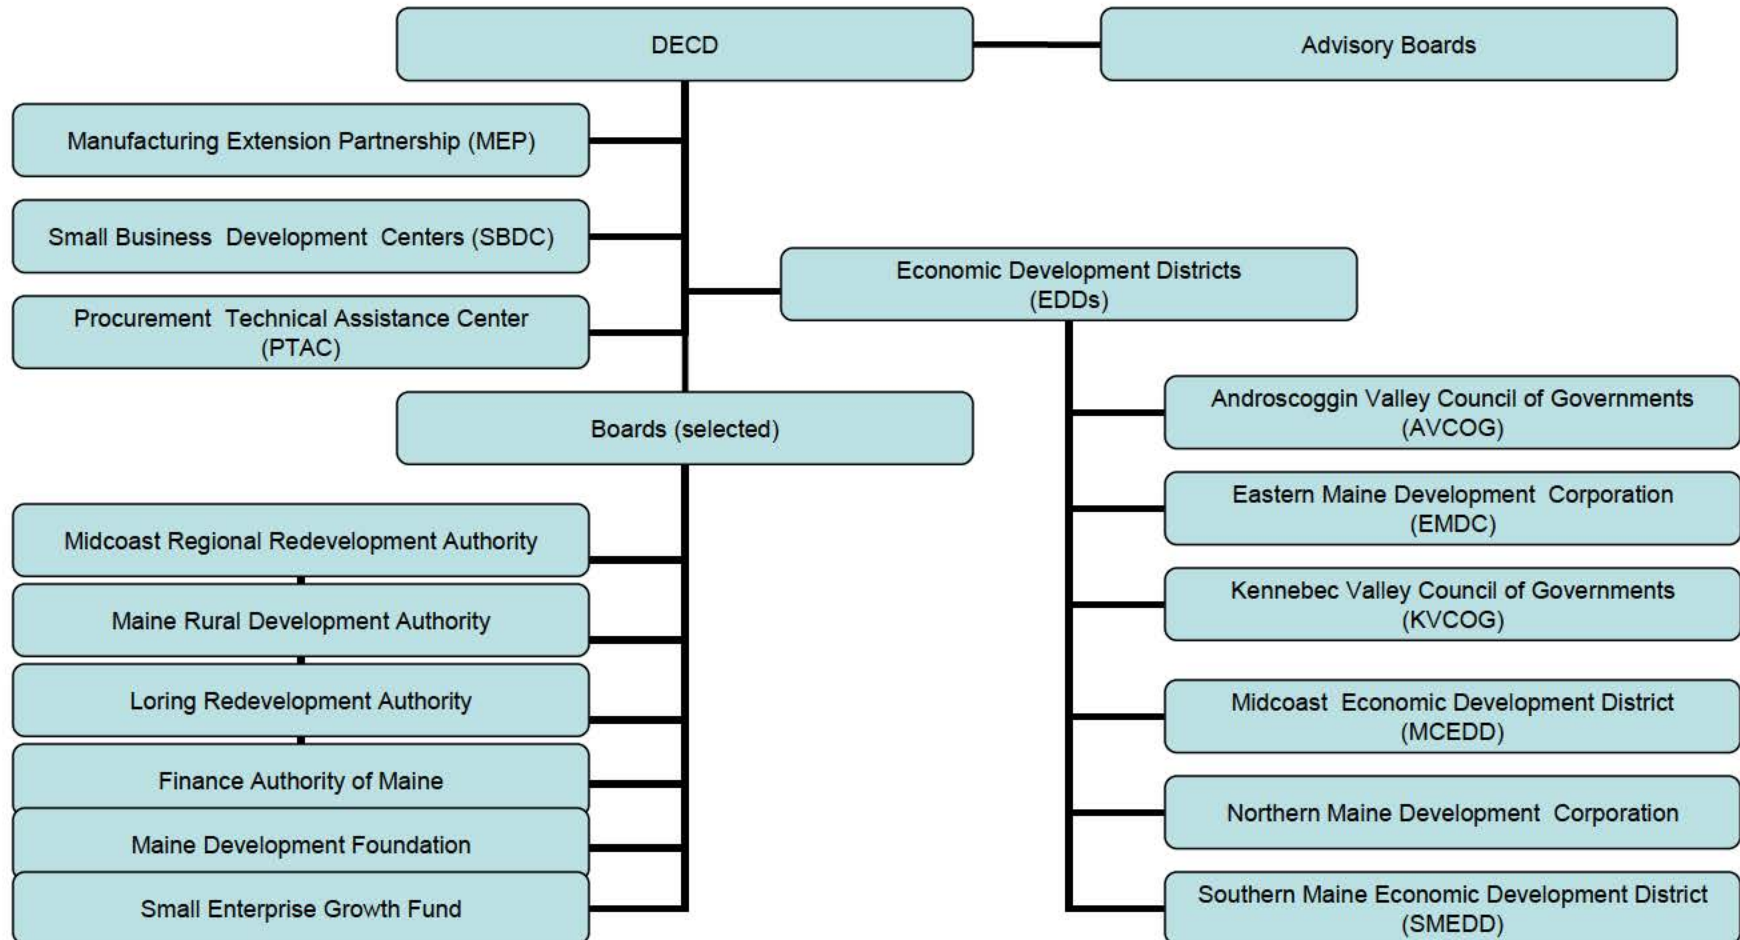 DECD
Advisory Boards
Manufacturing Extension Partnership (MEP)
Small Business Development Centers (SBDC)
Procurement Technical Assistance Center
(PTAC)
Economic Development Districts
(EDDs)
Boards (selected)
Midcoast Regional Redevelopment Authority
Maine Rural Development Authority
Loring Redevelopment Authority
Finance Authority of Maine
Maine Development Foundation
Small Enterprise Growth Fund
Androscoggin Valley Council of Governments
(AVCOG)
Eastern Maine Development Corporation
(EMDC)
Kennebec Valley Council of Governments
(KVCOG)
Midcoast Economic Development District
(MCEDD)
Northern Maine Development Corporation
Southern Maine Economic Development District
(SMEDD)